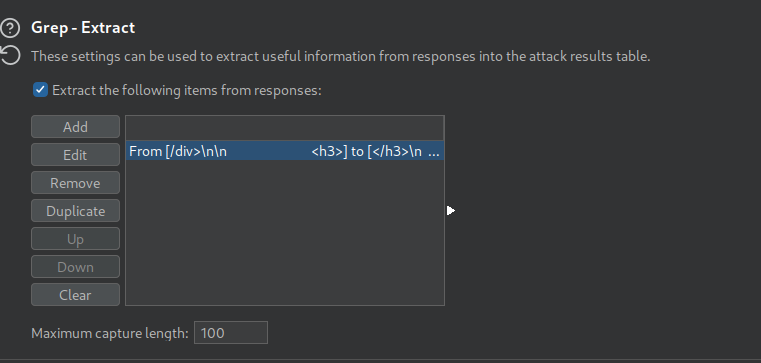 Grep - Extract
These settings can be used to extract useful information from responses into the attack results table.
Extract the following items from responses:
Add
From [/div>\n\n <h3>] to [</h3>\n ...
Edit
Remove
Duplicate
Up
Down
Clear
Maximum capture length: 100